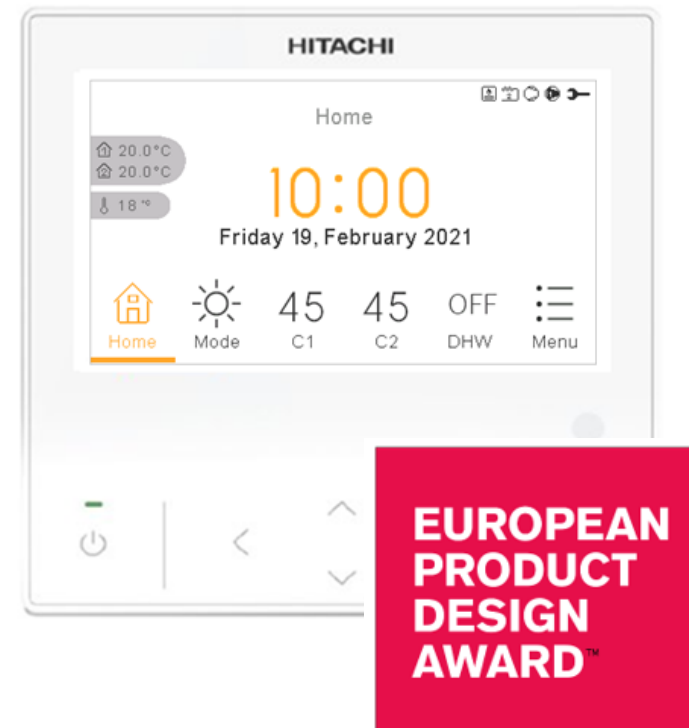 HITACHI
Home
20.0°C
20.0°C
18 °C
10:00
Friday 19, February 2021
45
45
OFF
Home
Mode
C1
C2
DHW
Menu
EUROPEAN
PRODUCT
DESIGN
AWARD™